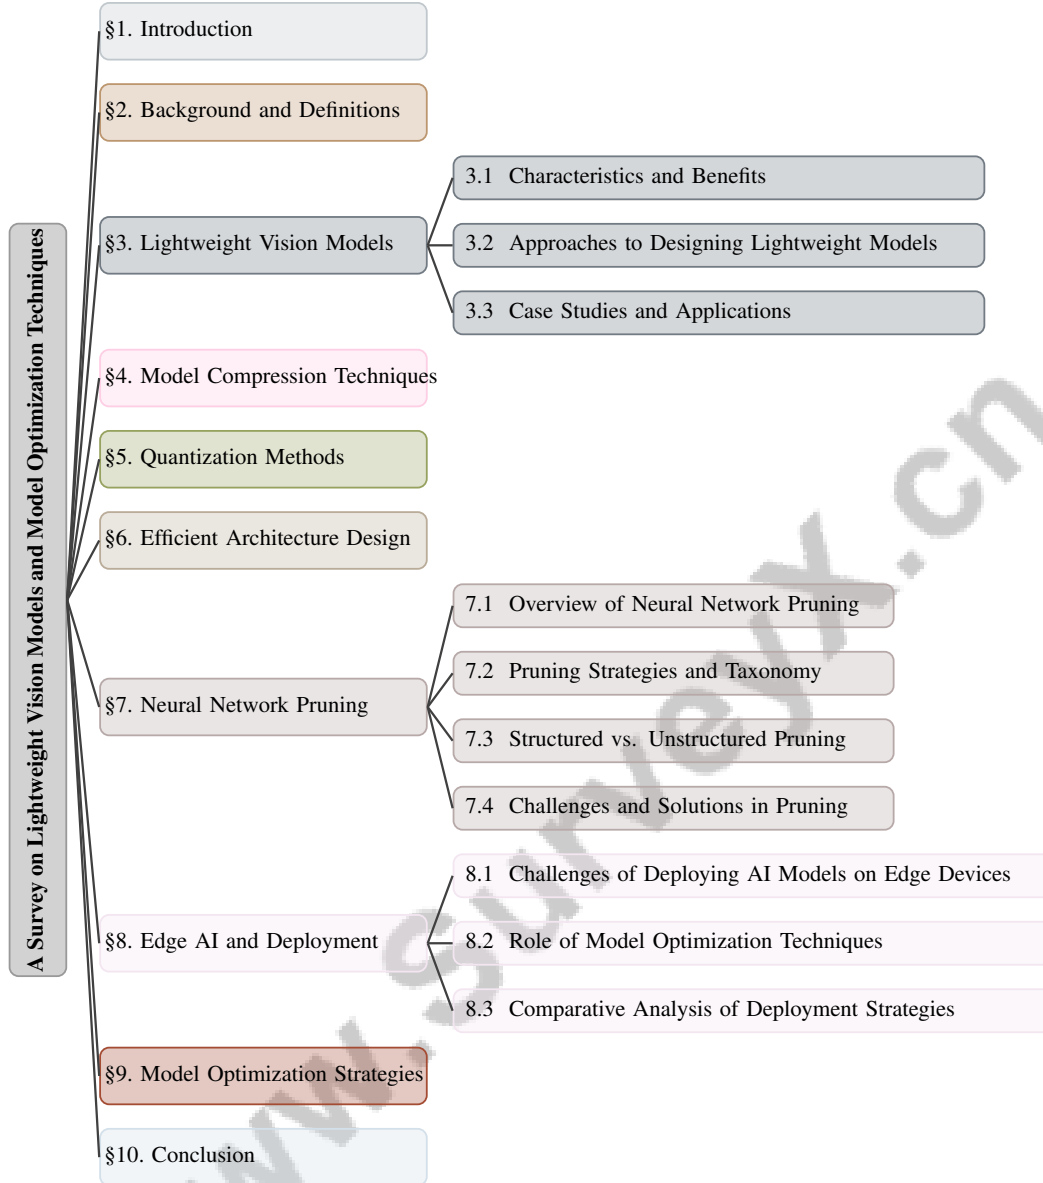 A Survey on Lightweight Vision Models and Model Optimization Techniques
§1. Introduction
§2. Background and Definitions
§3. Lightweight Vision Models
3.1 Characteristics and Benefits
3.2 Approaches to Designing Lightweight Models
3.3 Case Studies and Applications
§4. Model Compression Techniques
§5. Quantization Methods
§6. Efficient Architecture Design
§7. Neural Network Pruning
7.1 Overview of Neural Network Pruning
7.2 Pruning Strategies and Taxonomy
7.3 Structured vs. Unstructured Pruning
7.4 Challenges and Solutions in Pruning
§8. Edge AI and Deployment
8.1 Challenges of Deploying AI Models on Edge Devices
8.2 Role of Model Optimization Techniques
8.3 Comparative Analysis of Deployment Strategies
§9. Model Optimization Strategies
§10. Conclusion
www.surveyx.cn